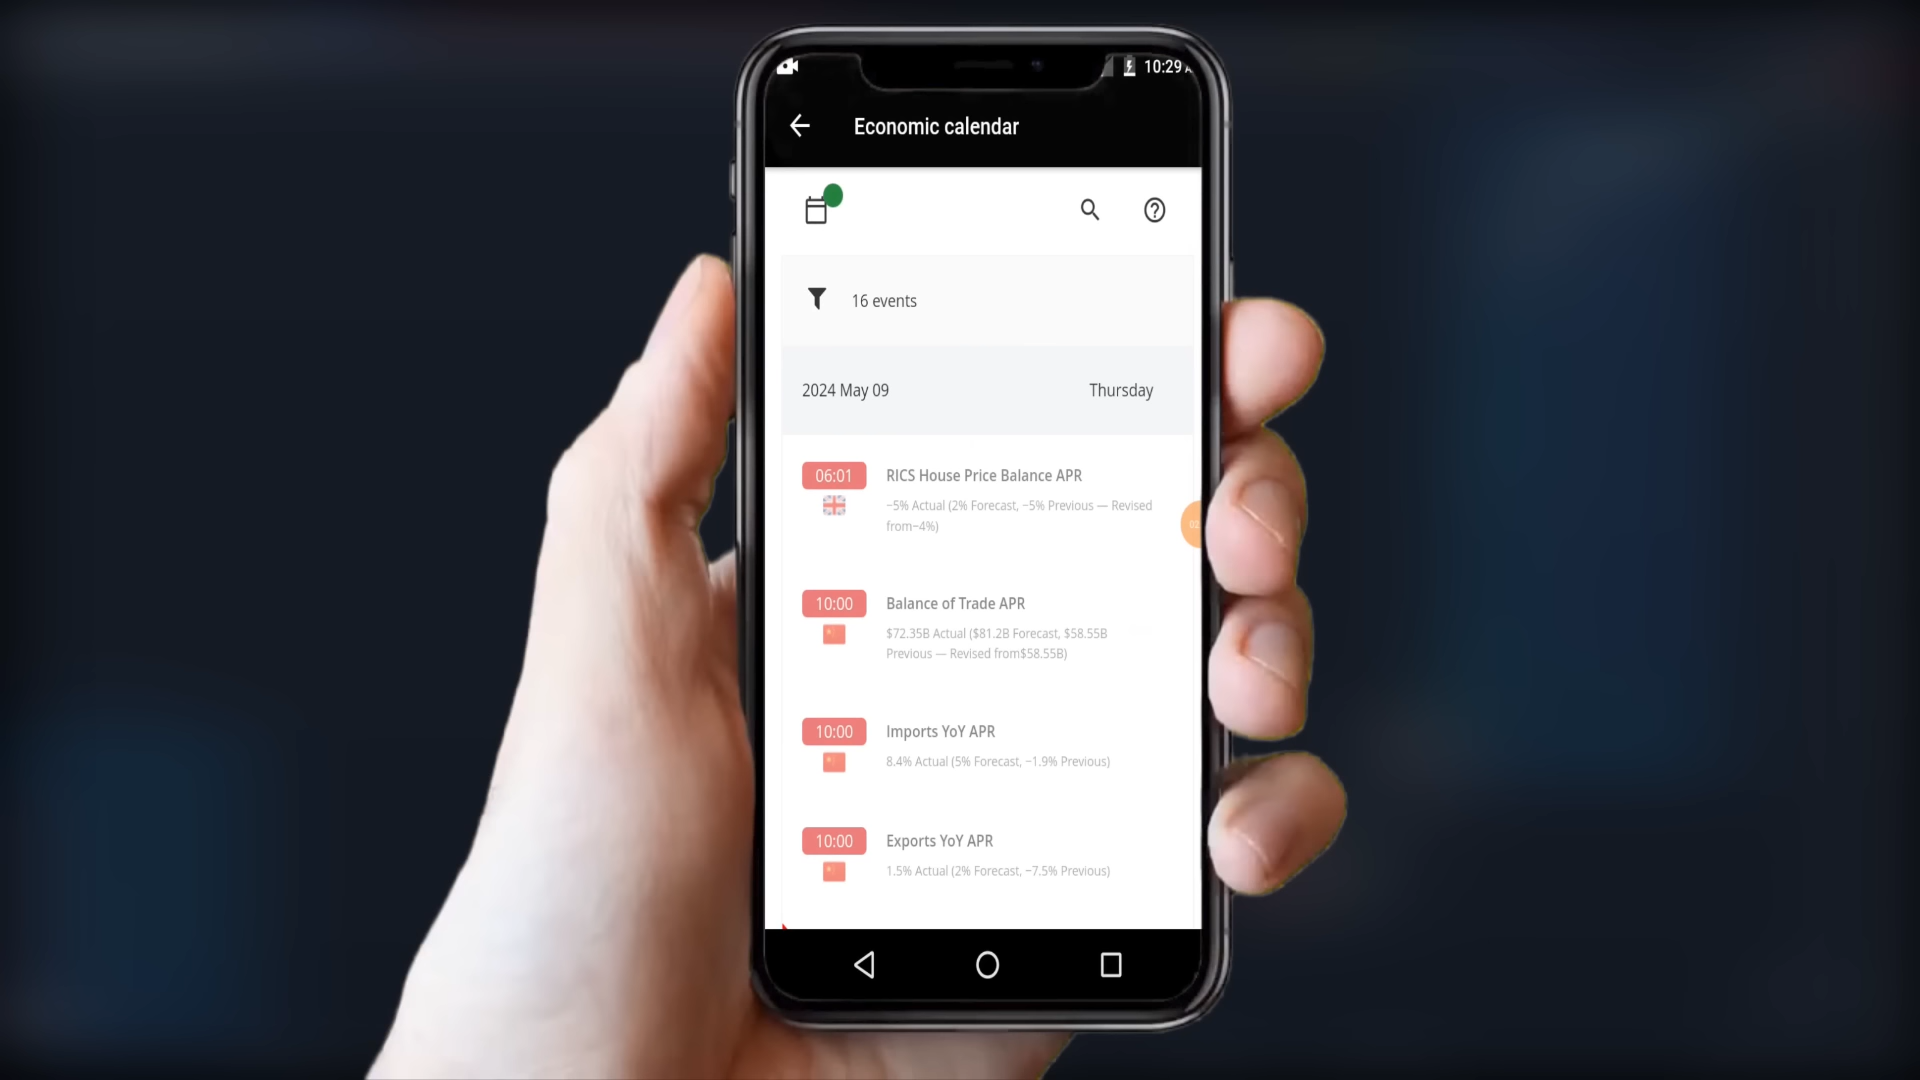 10:29
Economic calendar
16 events
2024 May 09 Thursday
06:01 RICS House Price Balance APR
−5% Actual (2% Forecast, −5% Previous — Revised
from−4%)
10:00 Balance of Trade APR
$72.35B Actual ($81.2B Forecast, $58.55B
Previous — Revised from$58.55B)
10:00 Imports YoY APR
8.4% Actual (5% Forecast, −1.9% Previous)
10:00 Exports YoY APR
1.5% Actual (2% Forecast, −7.5% Previous)